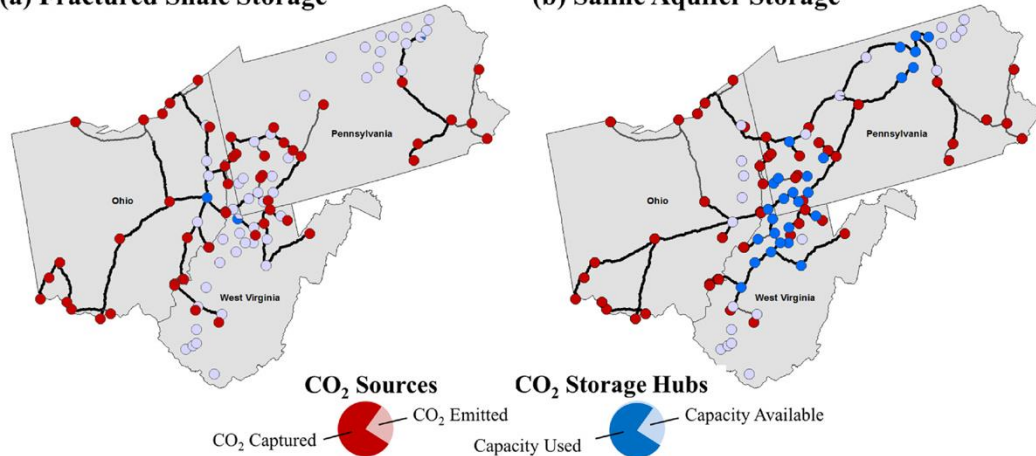 (a) Fractured Shale Storage
(b) Saline Aquifer Storage
Pennsylvania
Ohio
West Virginia
Pennsylvania
Ohio
West Virginia
CO₂ Sources
CO₂ Emitted
CO₂ Captured
CO₂ Storage Hubs
Capacity Available
Capacity Used